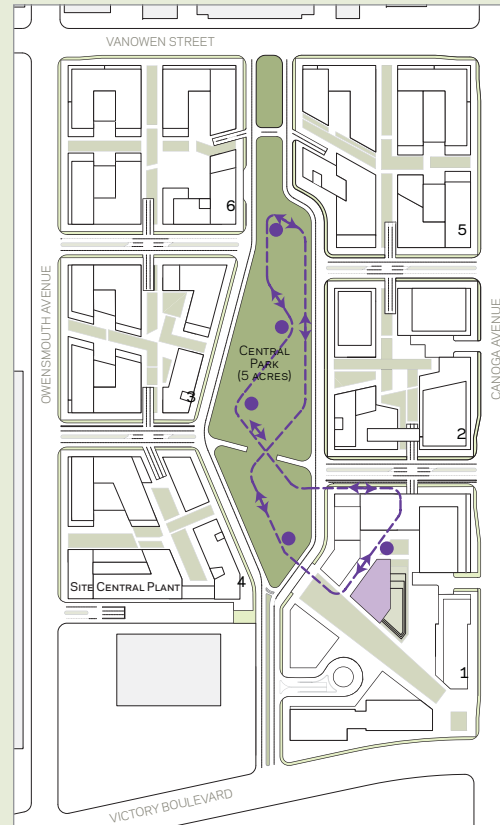 VANOWEN STREET
6
5
OWENSMOUTH AVENUE
CANOGA AVENUE
CENTRAL
PARK
(5 ACRES)
3
2
SITE CENTRAL PLANT
4
1
VICTORY BOULEVARD